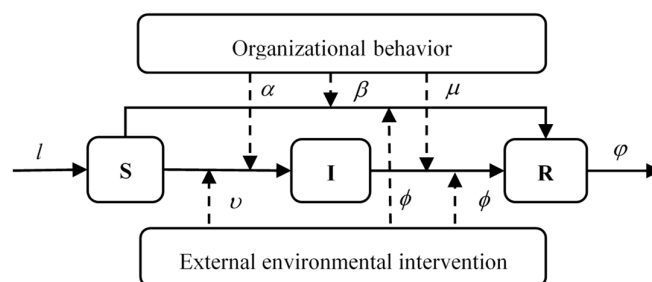 Organizational behavior
α β μ
l S I R φ
υ ϕ ϕ
External environmental intervention